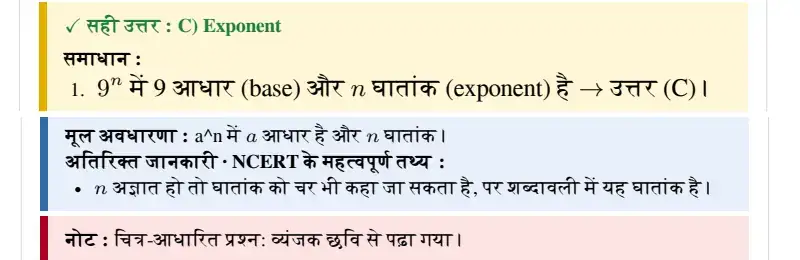 ✓ सही उत्तर : C) Exponent
समाधान :
1. 9ⁿ में 9 आधार (base) और n घातांक (exponent) है → उत्तर (C)।
मूल अवधारणा : a^n में a आधार है और n घातांक।
अतिरिक्त जानकारी · NCERT के महत्वपूर्ण तथ्य :
• n अज्ञात हो तो घातांक को चर भी कहा जा सकता है, पर शब्दावली में यह घातांक है।
नोट : चित्र-आधारित प्रश्न: व्यंजक छवि से पढ़ा गया।